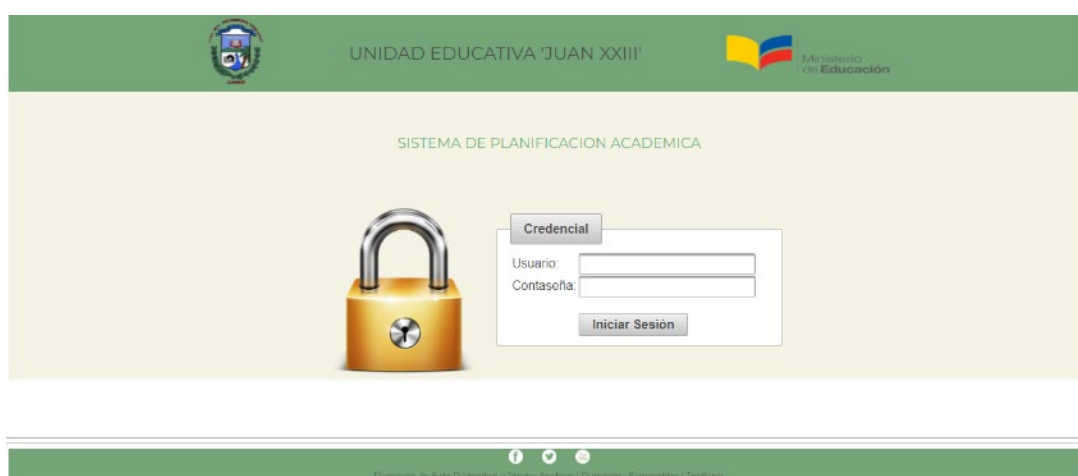 UNIDAD EDUCATIVA 'JUAN XXIII'
Ministerio
de Educación
SISTEMA DE PLANIFICACION ACADEMICA
Credencial
Usuario:
Contaseña:
Iniciar Sesión